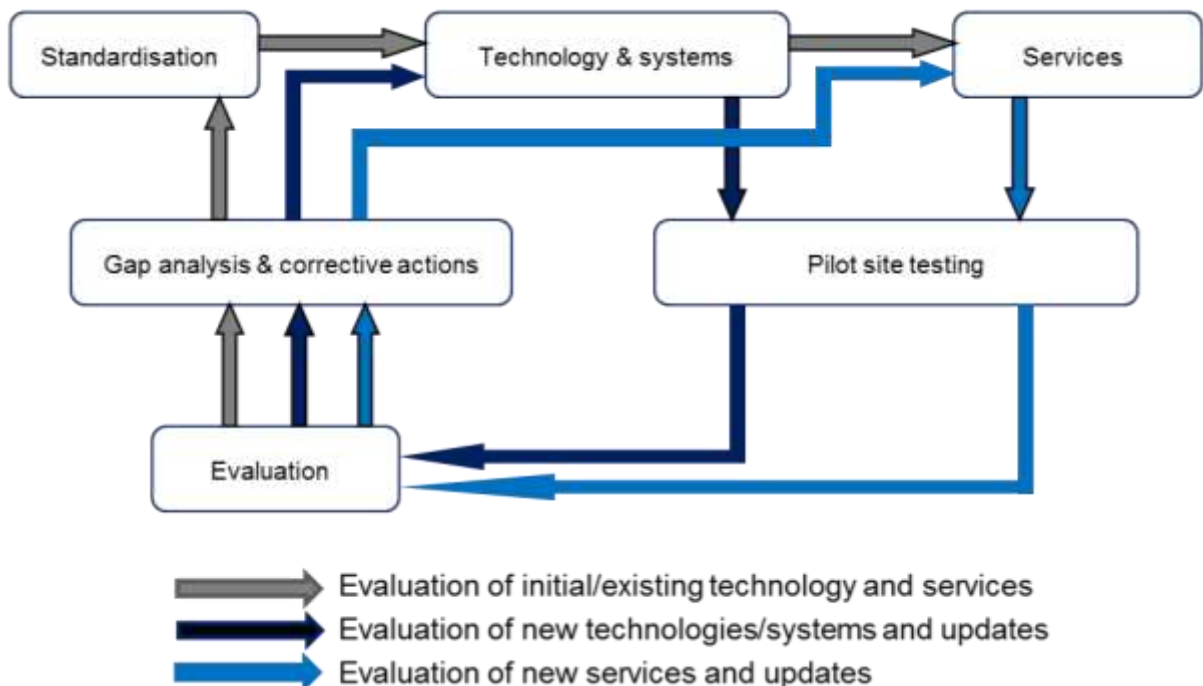 Standardisation
Technology & systems
Services
Gap analysis & corrective actions
Pilot site testing
Evaluation
Evaluation of initial/existing technology and services
Evaluation of new technologies/systems and updates
Evaluation of new services and updates